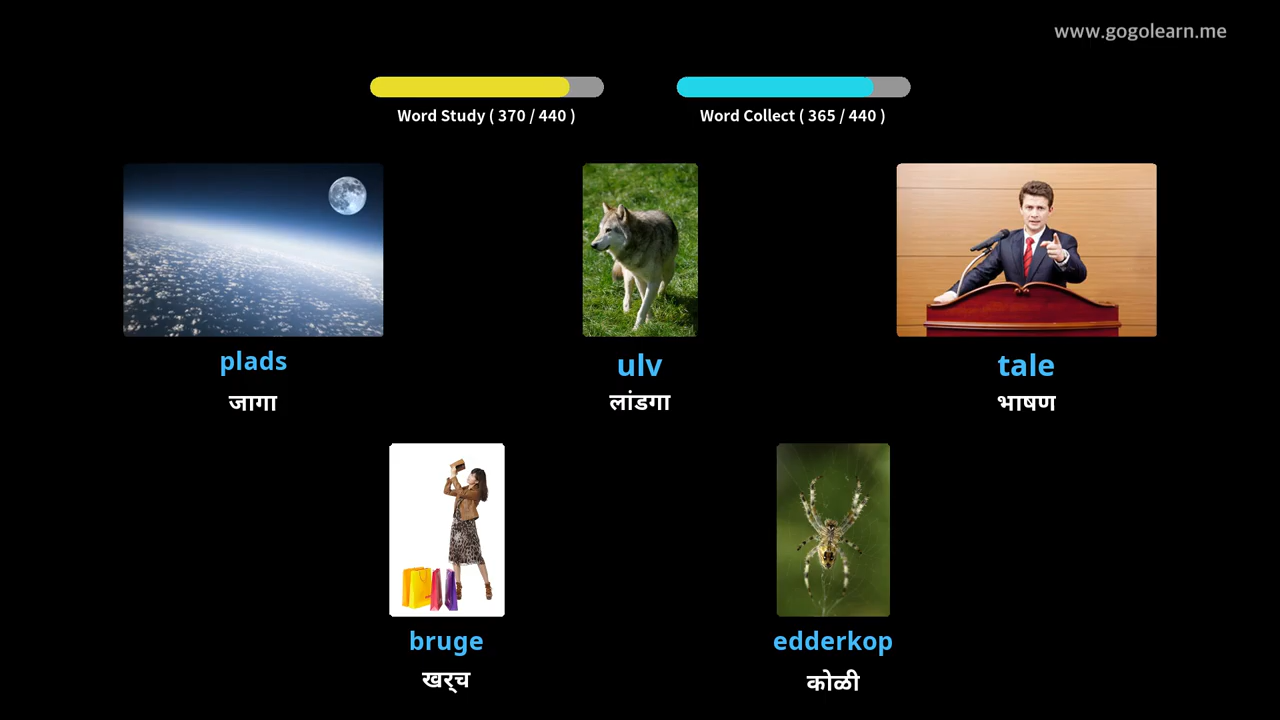 www.gogolearn.me
Word Study ( 370 / 440 )
Word Collect ( 365 / 440 )
plads
जागा
ulv
लांडगा
tale
भाषण
bruge
खर्‍च
edderkop
कोळी